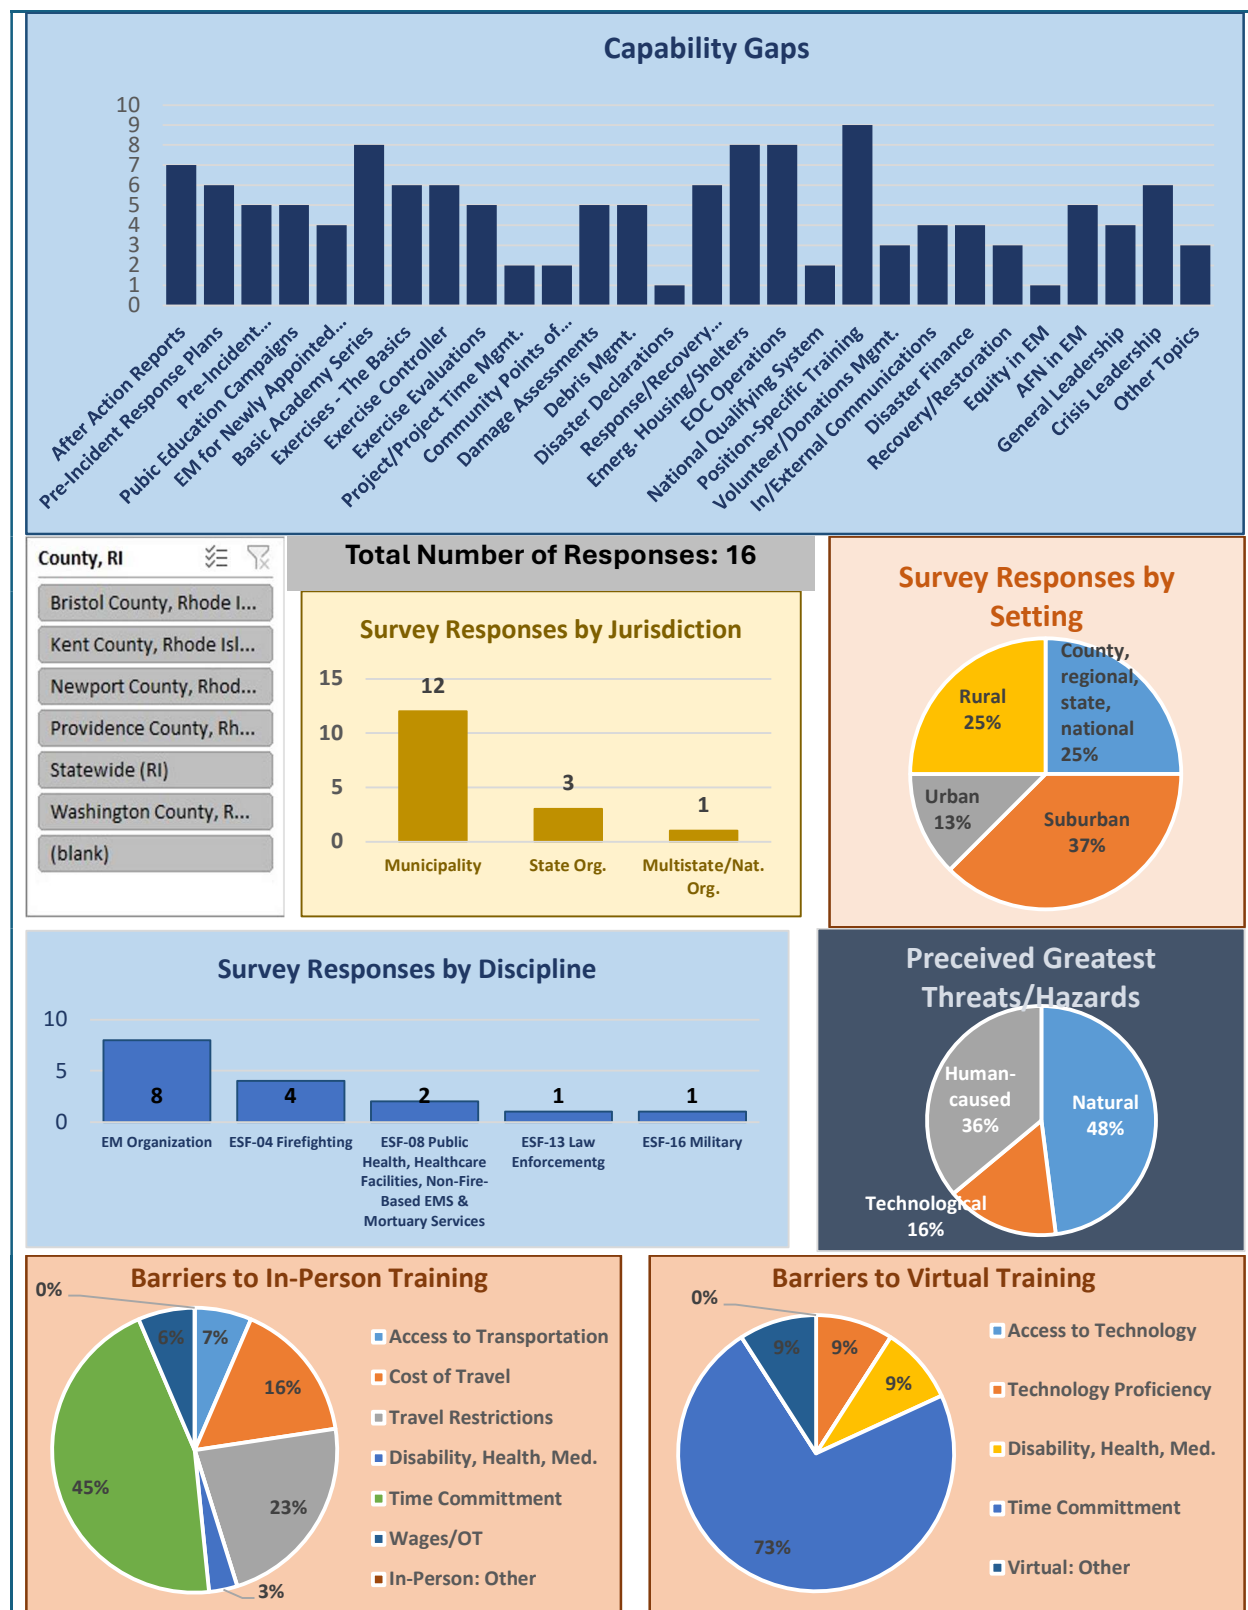 Capability Gaps
10
9
8
7
6
5
4
3
2
1
0
After Action Reports
Pre-Incident Response Plans
Pre-Incident...
Pubic Education Campaigns
EM for Newly Appointed...
Basic Academy Series
Exercises - The Basics
Exercise Controller
Exercise Evaluations
Project/Project Time Mgmt.
Community Points of...
Damage Assessments
Debris Mgmt.
Disaster Declarations
Response/Recovery...
Emerg. Housing/Shelters
EOC Operations
National Qualifying System
Position-Specific Training
Volunteer/Donations Mgmt.
In/External Communications
Disaster Finance
Recovery/Restoration
Equity in EM
AFN in EM
General Leadership
Crisis Leadership
Other Topics
County, RI
Bristol County, Rhode I...
Kent County, Rhode Isl...
Newport County, Rhod...
Providence County, Rh...
Statewide (RI)
Washington County, R...
(blank)
Total Number of Responses: 16
Survey Responses by Jurisdiction
15
10
5
0
12
3
1
Municipality
State Org.
Multistate/Nat.
Org.
Survey Responses by
Setting
County,
regional,
state,
national
25%
Rural
25%
Urban
13%
Suburban
37%
Survey Responses by Discipline
10
5
0
8
4
2
1
1
EM Organization
ESF-04 Firefighting
ESF-08 Public
Health, Healthcare
Facilities, Non-Fire-
Based EMS &
Mortuary Services
ESF-13 Law
Enforcementg
ESF-16 Military
Preceived Greatest
Threats/Hazards
Human-
caused
36%
Natural
48%
Technological
16%
Barriers to In-Person Training
0%
6%
7%
16%
45%
23%
3%
Access to Transportation
Cost of Travel
Travel Restrictions
Disability, Health, Med.
Time Committment
Wages/OT
In-Person: Other
Barriers to Virtual Training
0%
9%
9%
9%
73%
Access to Technology
Technology Proficiency
Disability, Health, Med.
Time Committment
Virtual: Other